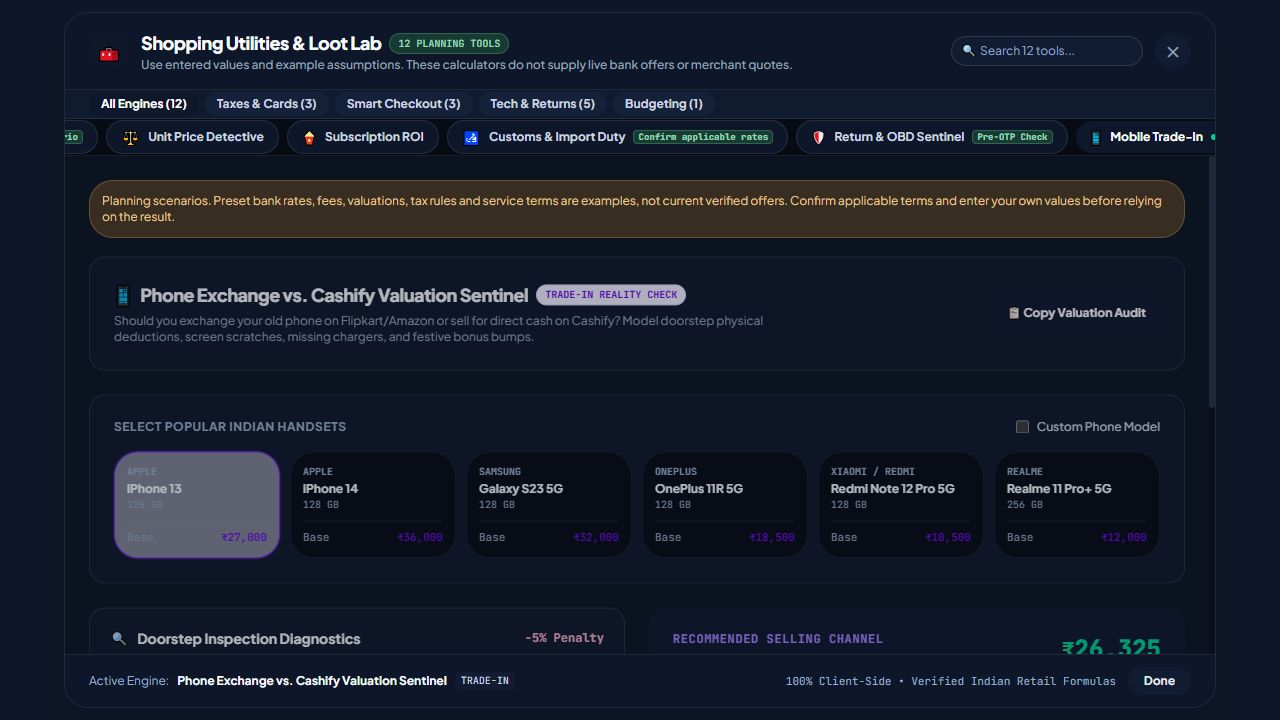 Shopping Utilities & Loot Lab 12 PLANNING TOOLS
Use entered values and example assumptions. These calculators do not supply live bank offers or merchant quotes.
Search 12 tools...
All Engines (12) Taxes & Cards (3) Smart Checkout (3) Tech & Returns (5) Budgeting (1)
rio Unit Price Detective Subscription ROI Customs & Import Duty Confirm applicable rates Return & OBD Sentinel Pre-OTP Check Mobile Trade-In
Planning scenarios. Preset bank rates, fees, valuations, tax rules and service terms are examples, not current verified offers. Confirm applicable terms and enter your own values before relying
on the result.
Phone Exchange vs. Cashify Valuation Sentinel TRADE-IN REALITY CHECK
Should you exchange your old phone on Flipkart/Amazon or sell for direct cash on Cashify? Model doorstep physical
deductions, screen scratches, missing chargers, and festive bonus bumps.
Copy Valuation Audit
SELECT POPULAR INDIAN HANDSETS
Custom Phone Model
APPLE
iPhone 13
128 GB
Base ₹27,000
APPLE
iPhone 14
128 GB
Base ₹36,000
SAMSUNG
Galaxy S23 5G
128 GB
Base ₹32,000
ONEPLUS
OnePlus 11R 5G
128 GB
Base ₹18,500
XIAOMI / REDMI
Redmi Note 12 Pro 5G
128 GB
Base ₹10,500
REALME
Realme 11 Pro+ 5G
256 GB
Base ₹12,000
Doorstep Inspection Diagnostics -5% Penalty
RECOMMENDED SELLING CHANNEL
₹26,325
Active Engine: Phone Exchange vs. Cashify Valuation Sentinel TRADE-IN
100% Client-Side • Verified Indian Retail Formulas Done